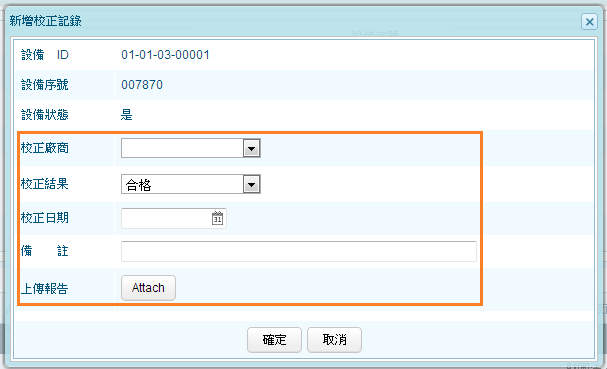 新增校正記錄
設備 ID 01-01-03-00001
設備序號 007870
設備狀態 是
校正廠商
校正結果 合格
校正日期 31
備 註
上傳報告 Attach
確定 取消